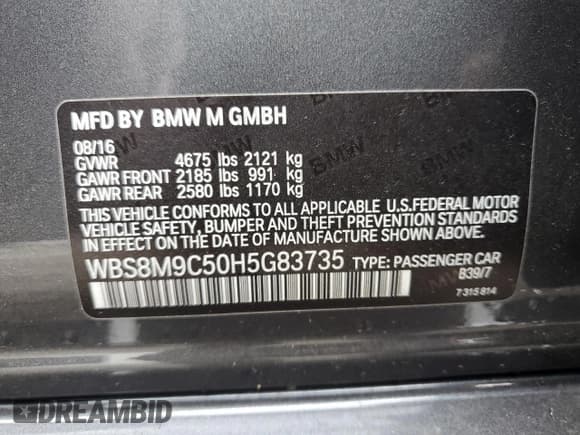 MFD BY BMW M GMBH
08/16
GVWR 4675 lbs 2121 kg
GAWR FRONT 2185 lbs 991 kg
GAWR REAR 2580 lbs 1170 kg
THIS VEHICLE CONFORMS TO ALL APPLICABLE U.S.FEDERAL MOTOR
VEHICLE SAFETY, BUMPER, AND THEFT PREVENTION STANDARDS
IN EFFECT ON THE DATE OF MANUFACTURE SHOWN ABOVE.
WBS8M9C50H5G83735 TYPE: PASSENGER CAR
B39/7
7 315 814
DREAMBID